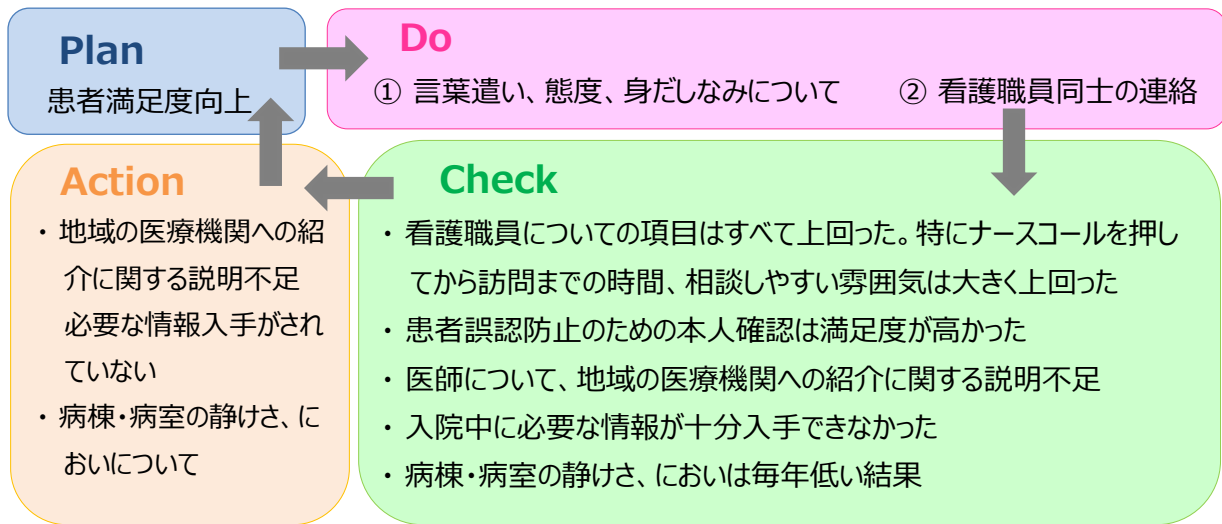 Plan
患者満足度向上
Do
① 言葉遣い、態度、身だしなみについて　② 看護職員同士の連絡
Check
・ 看護職員についての項目はすべて上回った。特にナースコールを押し
てから訪問までの時間、相談しやすい雰囲気は大きく上回った
・ 患者誤認防止のための本人確認は満足度が高かった
・ 医師について、地域の医療機関への紹介に関する説明不足
・ 入院中に必要な情報が十分入手できなかった
・ 病棟・病室の静けさ、においは毎年低い結果
Action
・ 地域の医療機関への紹
介に関する説明不足
必要な情報入手がされ
ていない
・ 病棟・病室の静けさ、に
おいについて